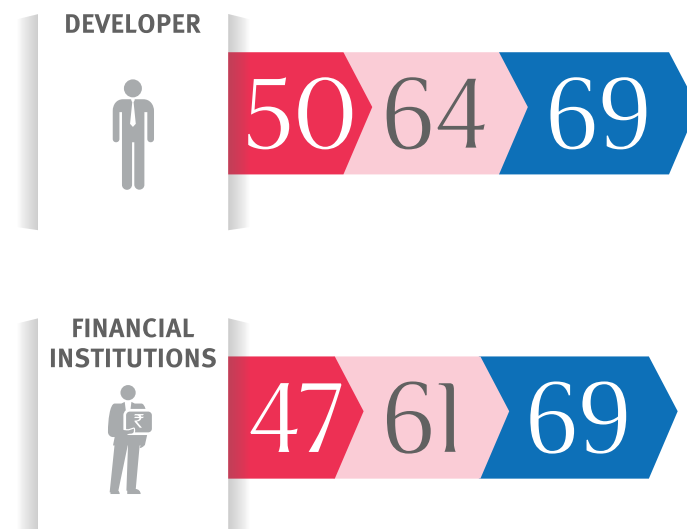 DEVELOPER
50 64 69
FINANCIAL
INSTITUTIONS
₹
47 61 69